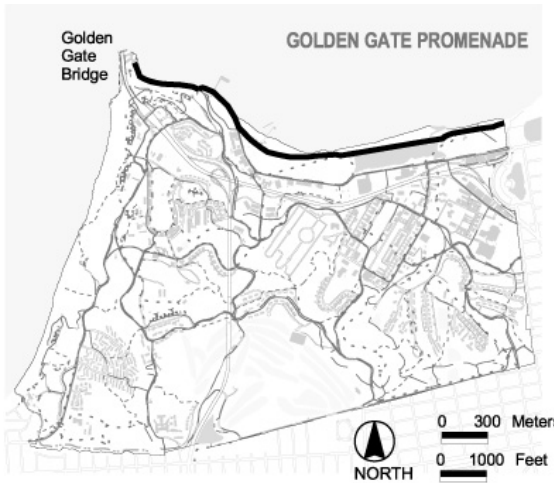 Golden
Gate
Bridge
GOLDEN GATE PROMENADE
NORTH
0 300 Meters
0 1000 Feet